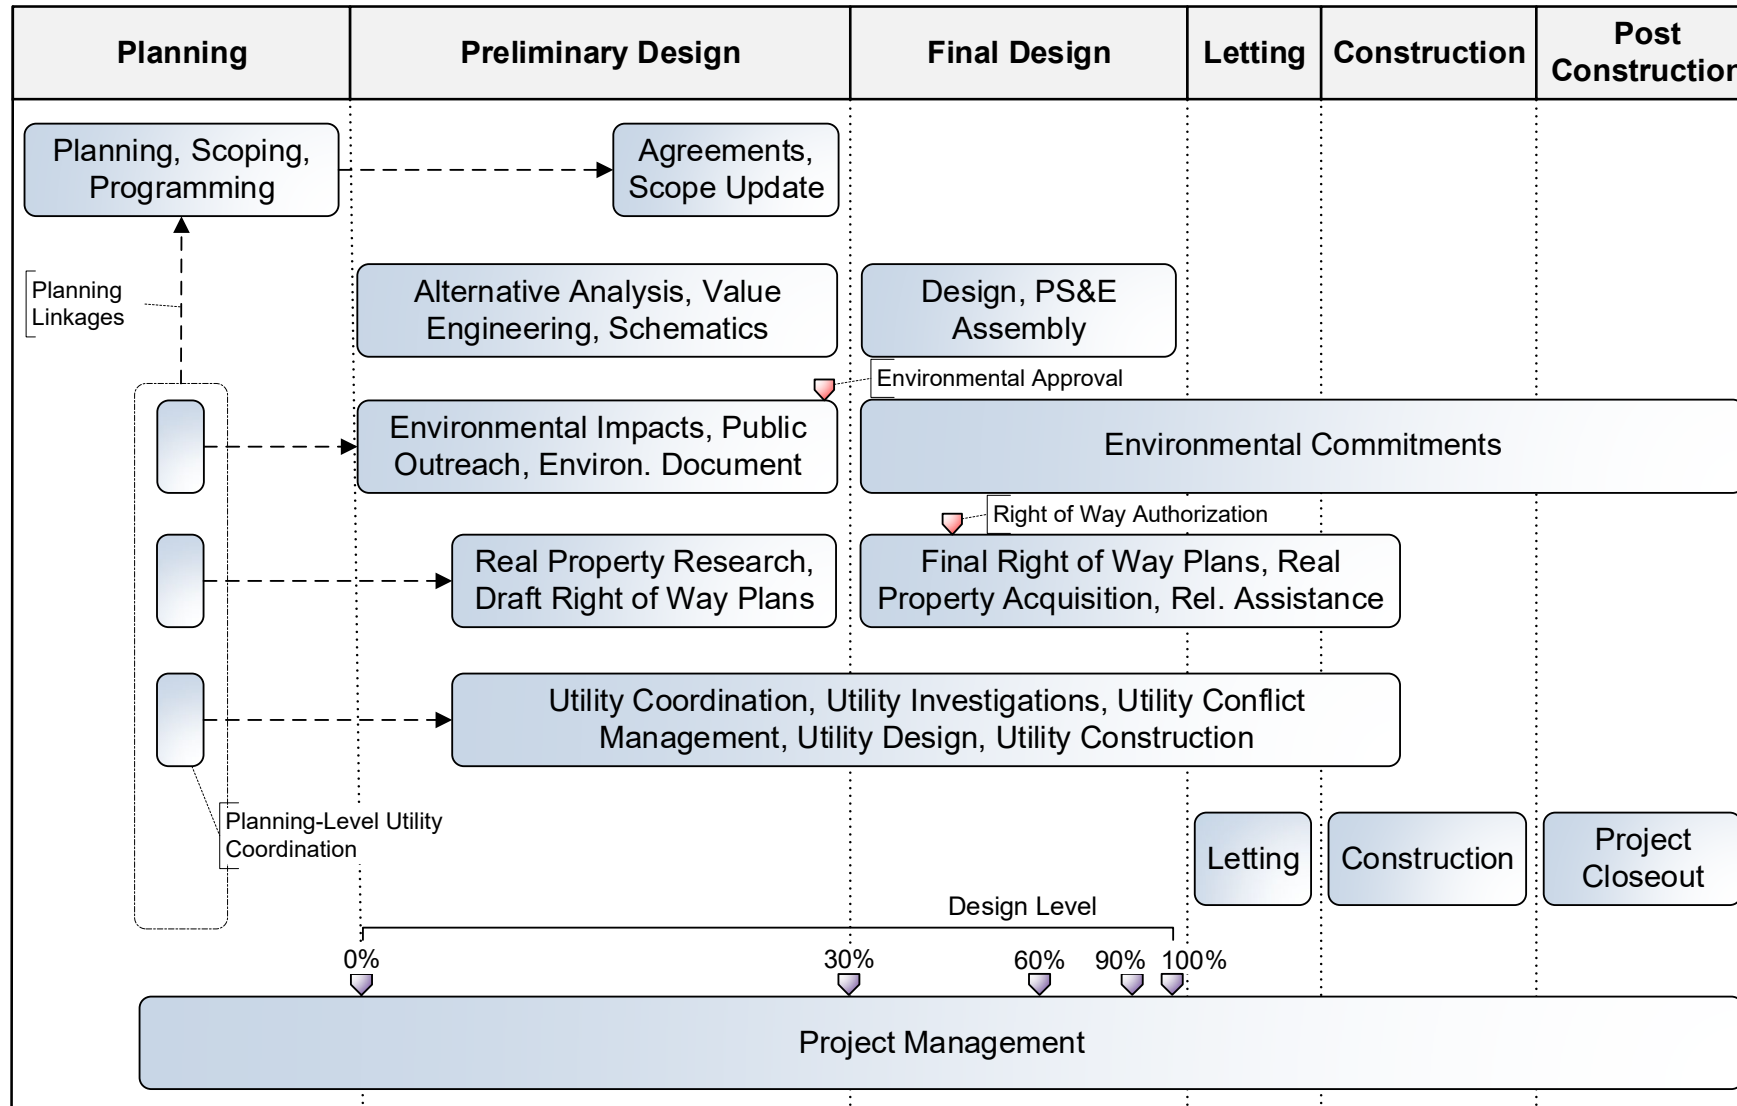 Planning
Preliminary Design
Final Design
Letting
Construction
Post
Construction
Planning, Scoping,
Programming
Agreements,
Scope Update
Planning
Linkages
Alternative Analysis, Value
Engineering, Schematics
Design, PS&E
Assembly
Environmental Approval
Environmental Impacts, Public
Outreach, Environ. Document
Environmental Commitments
Right of Way Authorization
Real Property Research,
Draft Right of Way Plans
Final Right of Way Plans, Real
Property Acquisition, Rel. Assistance
Utility Coordination, Utility Investigations, Utility Conflict
Management, Utility Design, Utility Construction
Planning-Level Utility
Coordination
Letting
Construction
Project
Closeout
Design Level
0%
30%
60%
90%
100%
Project Management